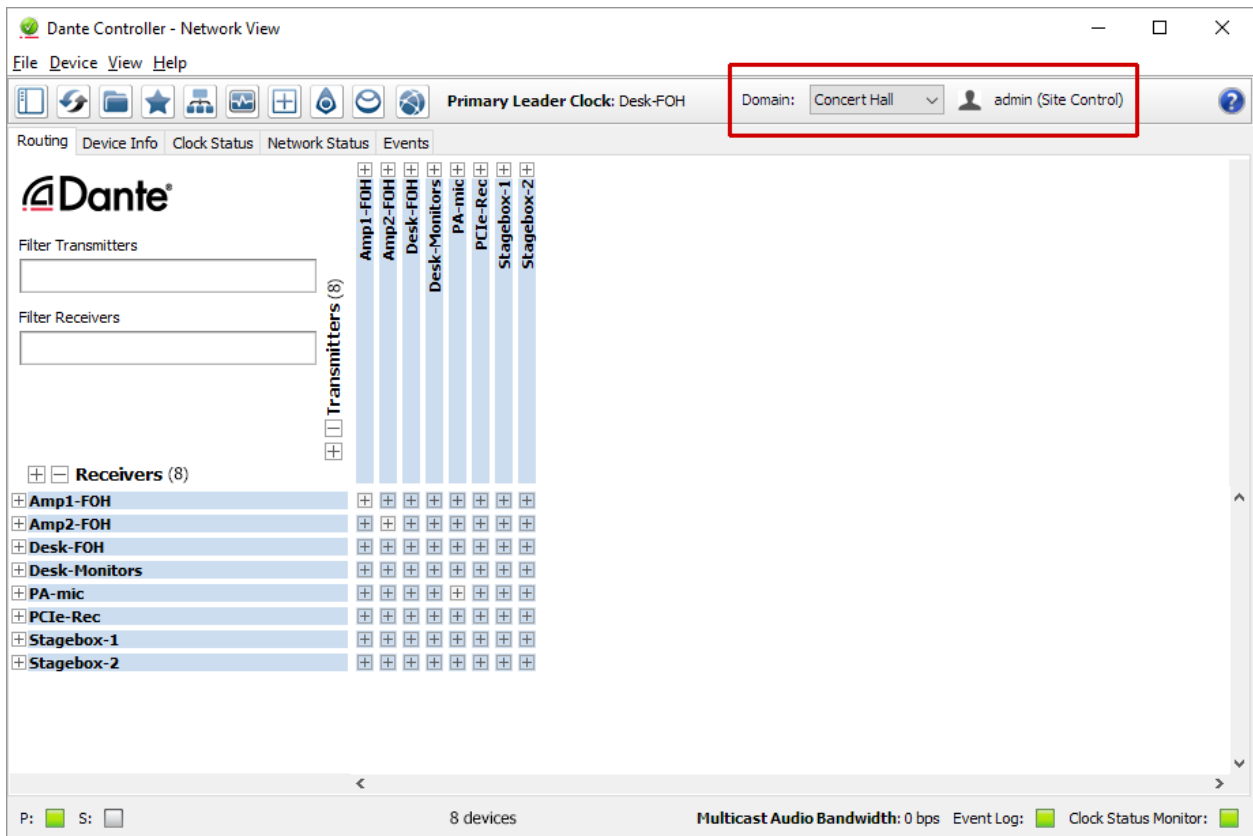 Dante Controller - Network View
File Device View Help
Primary Leader Clock: Desk-FOH Domain: Concert Hall admin (Site Control) ?
Routing Device Info Clock Status Network Status Events
Dante®
Filter Transmitters
Filter Receivers
Transmitters (8)
Amp1-FOH
Amp2-FOH
Desk-FOH
Desk-Monitors
PA-mic
PCIe-Rec
Stagebox-1
Stagebox-2
Receivers (8)
Amp1-FOH
Amp2-FOH
Desk-FOH
Desk-Monitors
PA-mic
PCIe-Rec
Stagebox-1
Stagebox-2
P: S: 8 devices Multicast Audio Bandwidth: 0 bps Event Log: Clock Status Monitor: